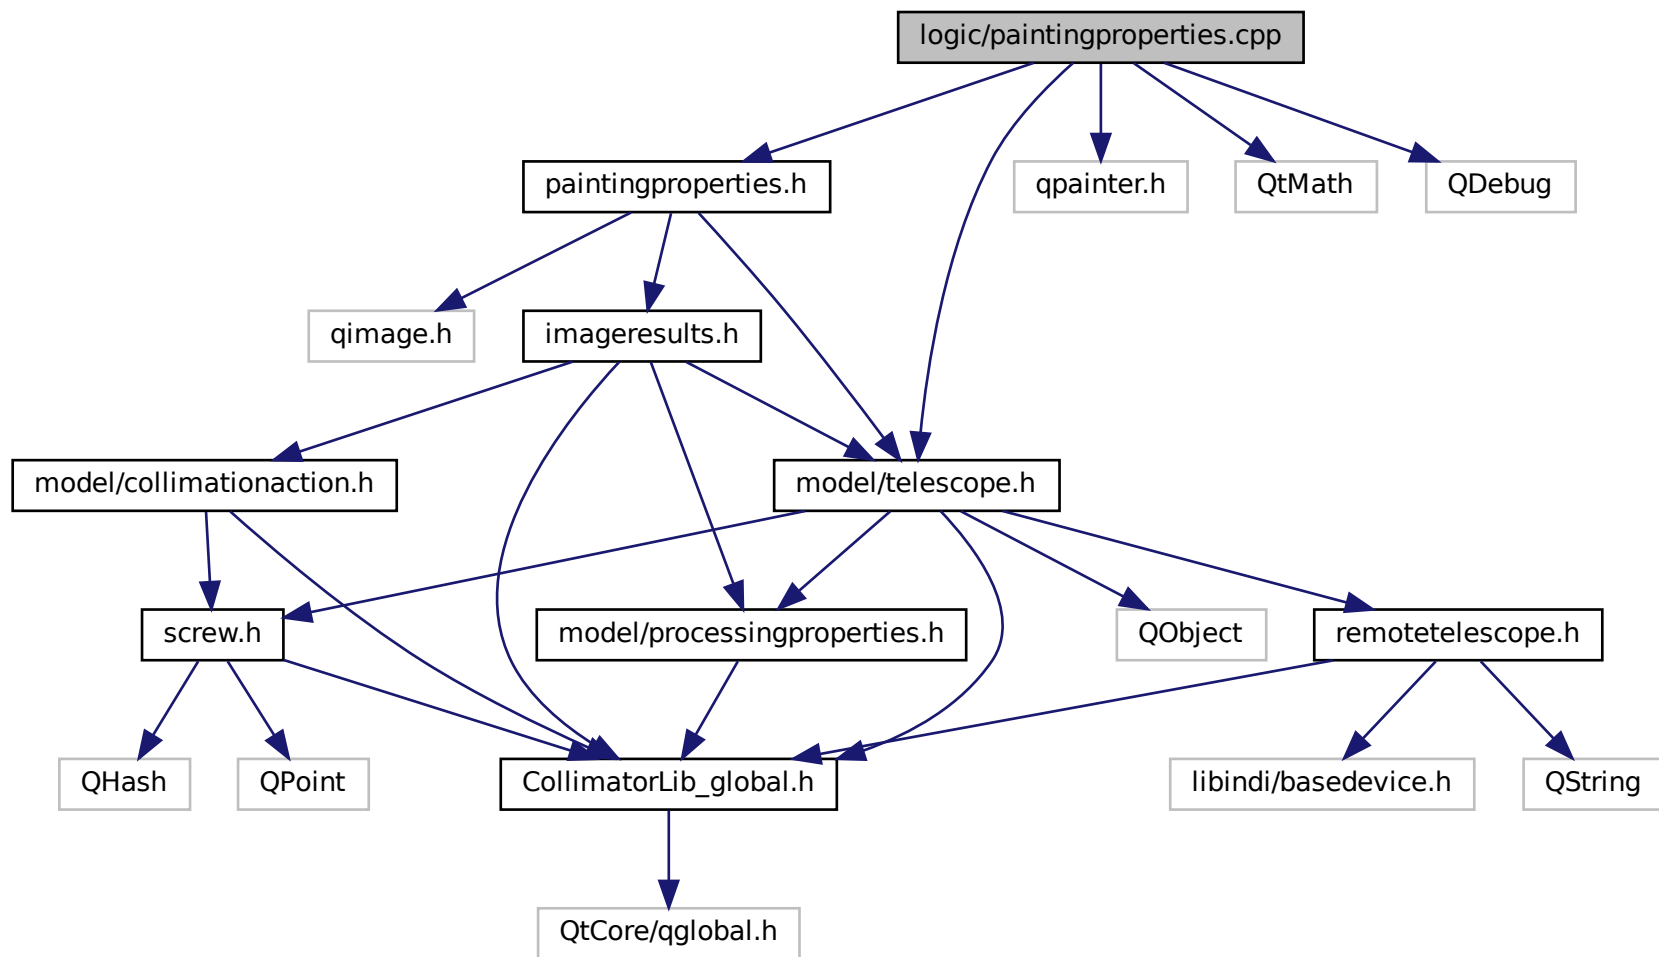 logic/paintingproperties.cpp
paintingproperties.h
qpainter.h
QtMath
QDebug
qimage.h
imageresults.h
model/collimationaction.h
model/telescope.h
screw.h
model/processingproperties.h
QObject
remotetelescope.h
QHash
QPoint
CollimatorLib_global.h
libindi/basedevice.h
QString
QtCore/qglobal.h